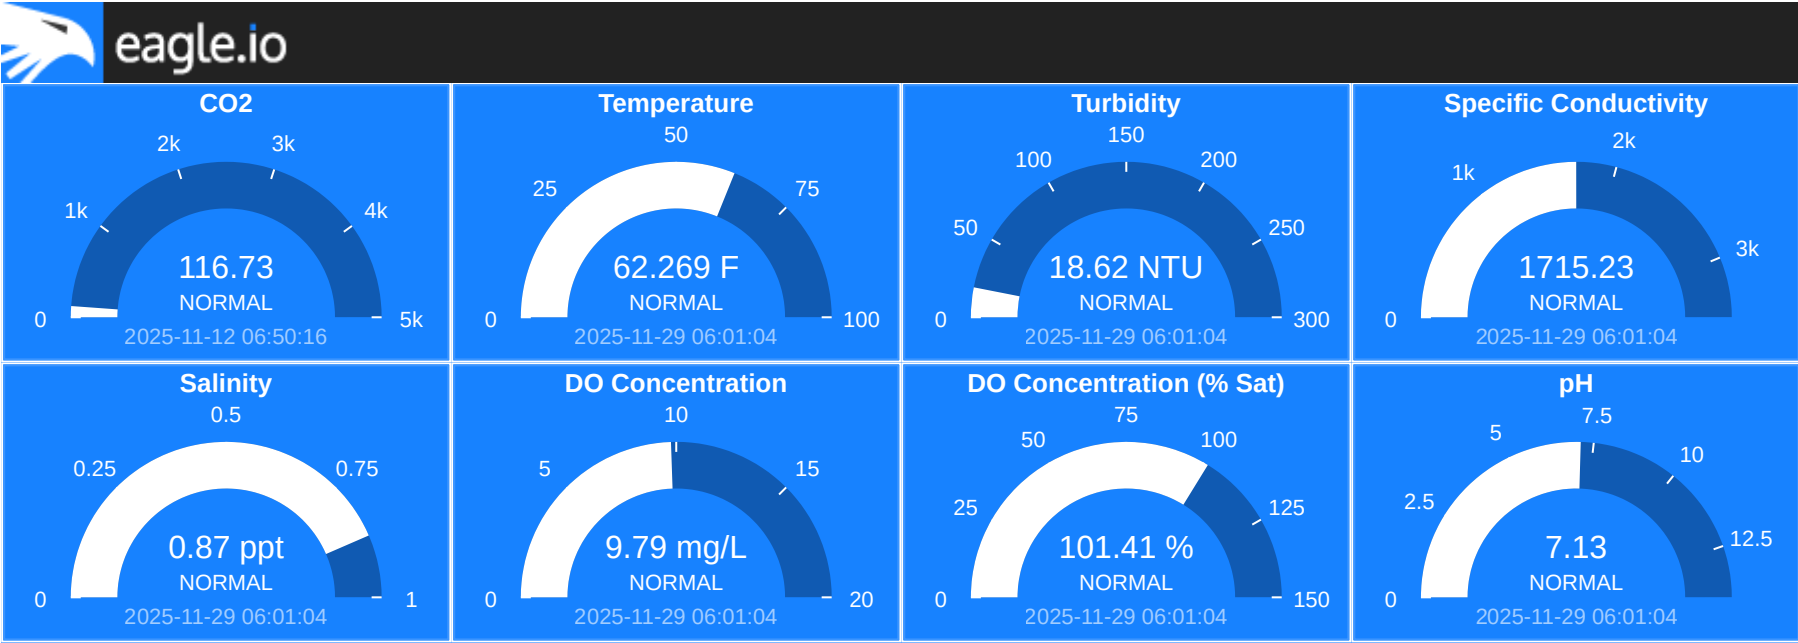 eagle.io
CO2
2k
3k
1k
4k
116.73
NORMAL
0
5k
2025-11-12 06:50:16
Temperature
50
25
75
62.269 F
NORMAL
0
100
2025-11-29 06:01:04
Turbidity
150
100
200
50
250
18.62 NTU
NORMAL
0
300
2025-11-29 06:01:04
Specific Conductivity
2k
1k
3k
1715.23
NORMAL
0
2025-11-29 06:01:04
Salinity
0.5
0.25
0.75
0.87 ppt
NORMAL
0
1
2025-11-29 06:01:04
DO Concentration
10
5
15
9.79 mg/L
NORMAL
0
20
2025-11-29 06:01:04
DO Concentration (% Sat)
75
50
100
25
125
101.41 %
NORMAL
0
150
2025-11-29 06:01:04
pH
7.5
5
10
2.5
12.5
7.13
NORMAL
0
2025-11-29 06:01:04